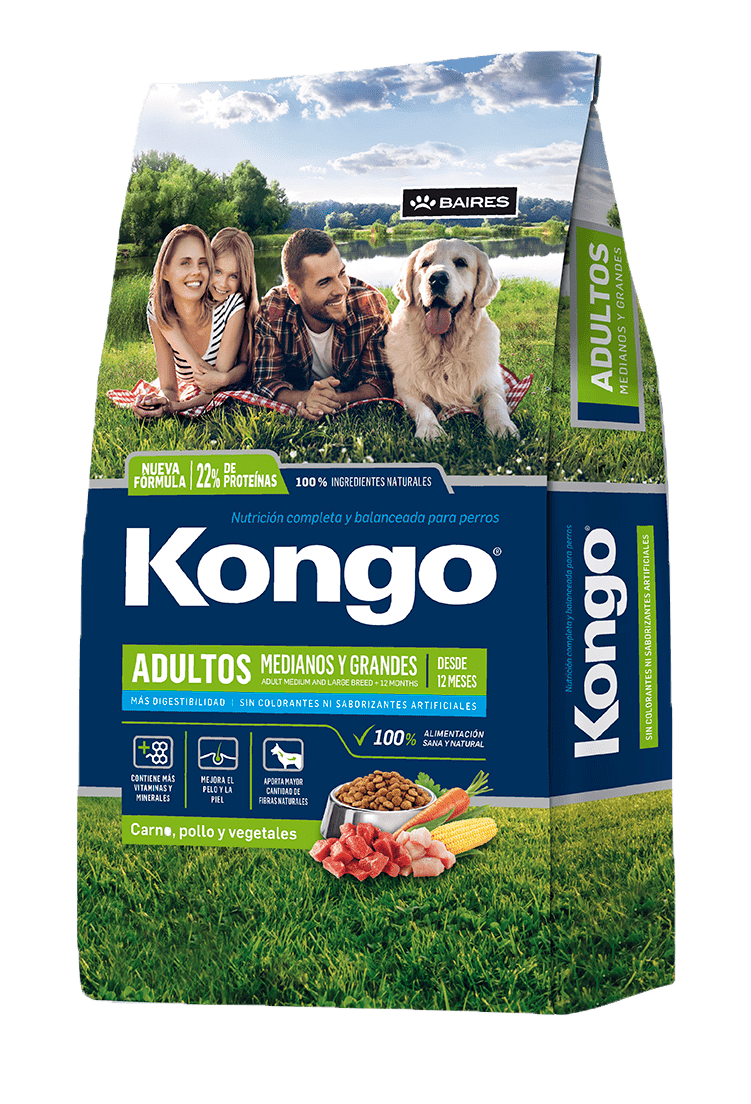 BAIRES
ADULTOS
MEDIANOS Y GRANDES
NUEVA
FÓRMULA
22% DE
PROTEÍNAS
100% INGREDIENTES NATURALES
Nutrición completa y balanceada para perros
Kongo®
ADULTOS
MEDIANOS Y GRANDES
ADULT MEDIUM AND LARGE BREED + 12 MONTHS
DESDE
12 MESES
MÁS DIGESTIBILIDAD | SIN COLORANTES NI SABORIZANTES ARTIFICIALES
100% ALIMENTACIÓN
SANA Y NATURAL
CONTIENE MÁS
VITAMINAS Y
MINERALES
MEJORA EL
PELO Y LA
PIEL
APORTA MAYOR
CANTIDAD DE
FIBRAS NATURALES
Carne, pollo y vegetales
Nutrición completa y balanceada para perros
Kongo®
SIN COLORANTES NI SABORIZANTES ARTIFICIALES